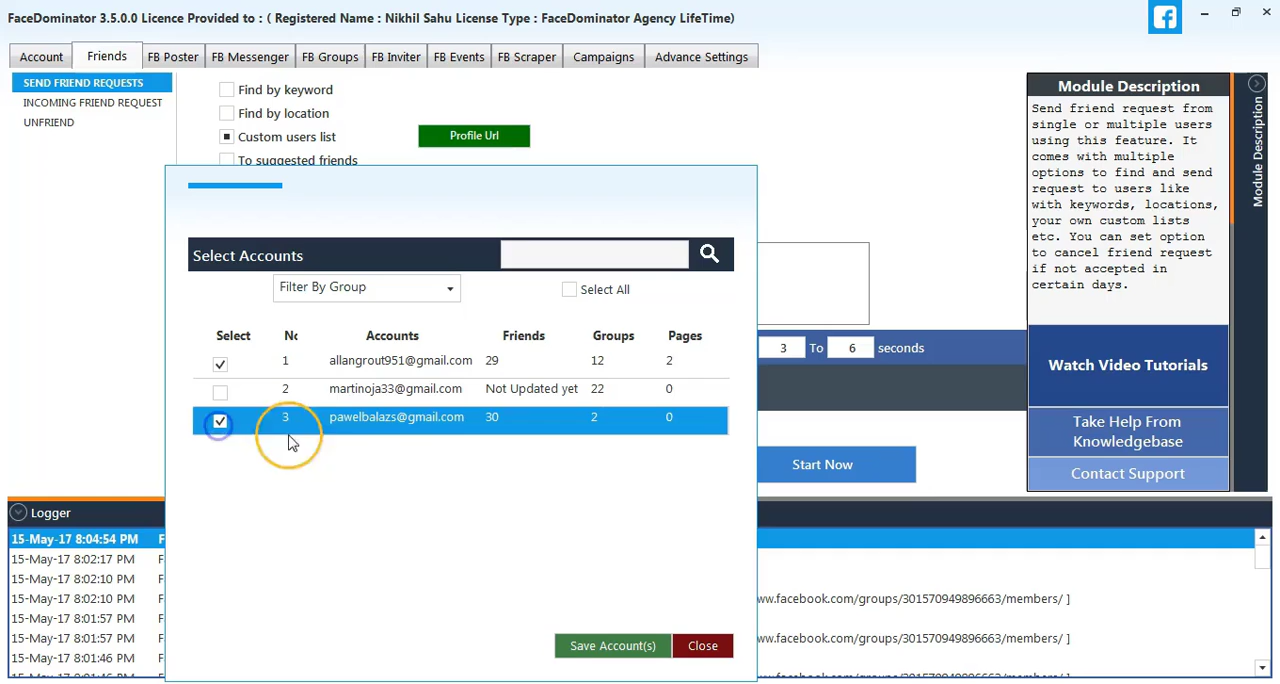 FaceDominator 3.5.0.0 Licence Provided to : ( Registered Name : Nikhil Sahu License Type : FaceDominator Agency LifeTime)
Account Friends FB Poster FB Messenger FB Groups FB Inviter FB Events FB Scraper Campaigns Advance Settings
SEND FRIEND REQUESTS
INCOMING FRIEND REQUEST
UNFRIEND
Find by keyword
Find by location
Custom users list
Profile Url
To suggested friends
Select Accounts
Filter By Group
Select All
Select No Accounts Friends Groups Pages
1 allangrout951@gmail.com 29 12 2
2 martinoja33@gmail.com Not Updated yet 22 0
3 pawelbalazs@gmail.com 30 2 0
Save Account(s) Close
3 To 6 seconds
Start Now
Module Description
Send friend request from
single or multiple users
using this feature. It
comes with multiple
options to find and send
request to users like
with keywords, locations,
your own custom lists
etc. You can set option
to cancel friend request
if not accepted in
certain days.
Watch Video Tutorials
Take Help From
Knowledgebase
Contact Support
Module Description
Logger
15-May-17 8:04:54 PM F
15-May-17 8:02:17 PM F
15-May-17 8:02:10 PM F
15-May-17 8:02:10 PM F ww.facebook.com/groups/301570949896663/members/ ]
15-May-17 8:01:57 PM F
15-May-17 8:01:57 PM F ww.facebook.com/groups/301570949896663/members/ ]
15-May-17 8:01:46 PM F